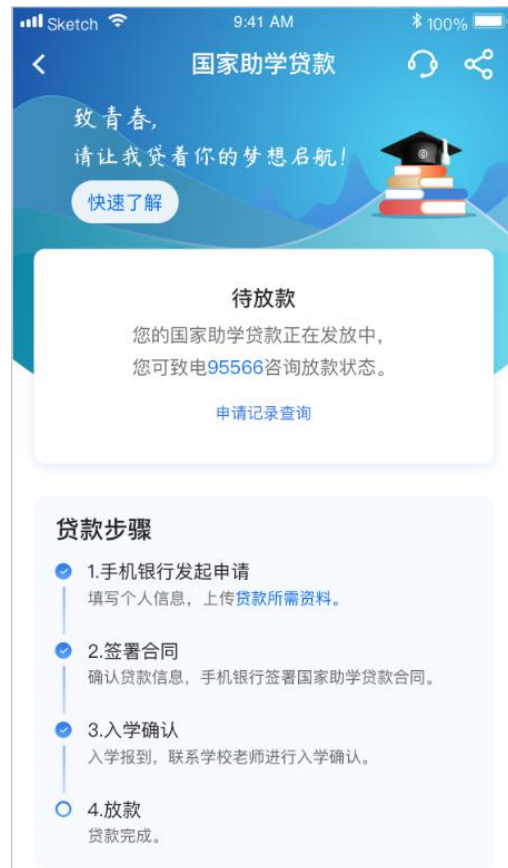 Sketch 9:41 AM 100%
国家助学贷款
致青春,
请让我贷着你的梦想启航!
快速了解
待放款
您的国家助学贷款正在发放中,
您可致电95566咨询放款状态。
申请记录查询
贷款步骤
1.手机银行发起申请
填写个人信息，上传贷款所需资料。
2.签署合同
确认贷款信息，手机银行签署国家助学贷款合同。
3.入学确认
入学报到，联系学校老师进行入学确认。
4.放款
贷款完成。